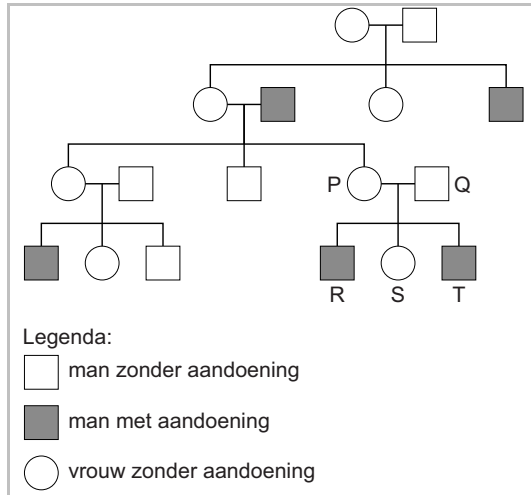 P Q
R S T
Legenda:
man zonder aandoening
man met aandoening
vrouw zonder aandoening